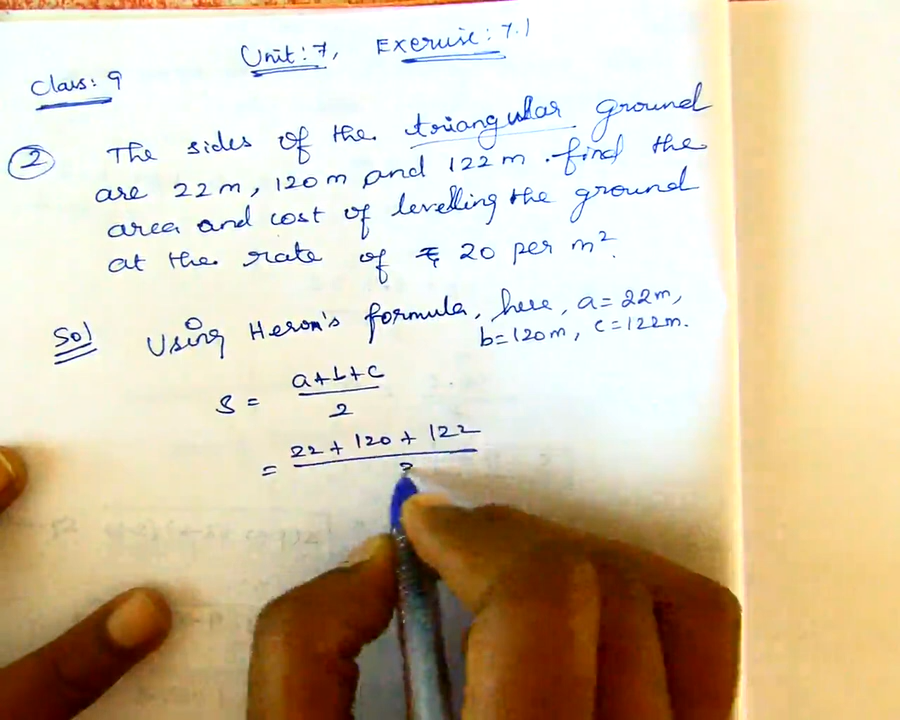 Unit: 7, Exercise: 7.1
Class: 9
2 The sides of the triangular ground
are 22 m, 120 m and 122 m. find the
area and cost of levelling the ground
at the rate of ₹ 20 per m².
Sol Using Heron's formula, here, a = 22m,
b = 120m, c = 122m.
S = a+b+c
2
= 22 + 120 + 122
2